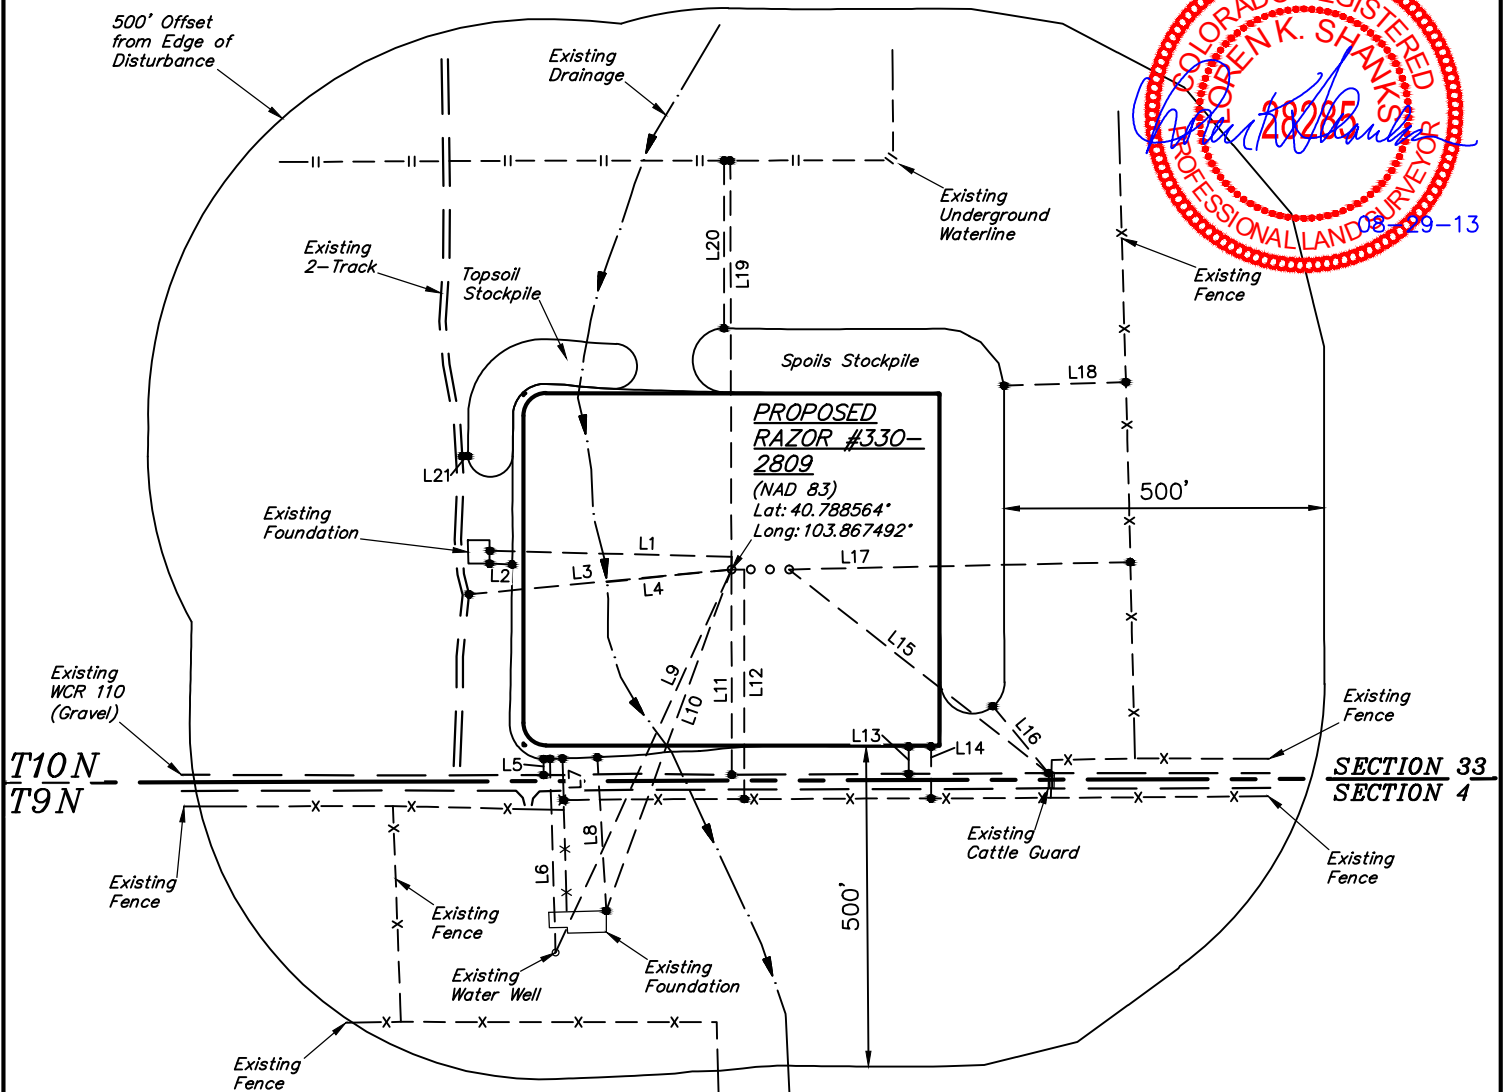 500' Offset
from Edge of
Disturbance
Existing
Drainage
COLORADO REGISTERED
LOREN K. SHANKS
28285
PROFESSIONAL LAND SURVEYOR
08-29-13
Existing
Underground
Waterline
Existing
2-Track
Topsoil
Stockpile
L20
L19
Existing
Fence
Spoils Stockpile
L18
PROPOSED
RAZOR #330-
2809
(NAD 83)
Lat: 40.788564°
Long: 103.867492°
L21
500'
Existing
Foundation
L1
L2
L3
L4
L17
L15
L9
L10
L11
L12
L16
Existing
WCR 110
(Gravel)
Existing
Fence
L13
L14
L5
L7
T10N
T9N
SECTION 33
SECTION 4
L6
L8
Existing
Cattle Guard
Existing
Fence
Existing
Fence
Existing
Fence
500'
Existing
Water Well
Existing
Foundation
Existing
Fence